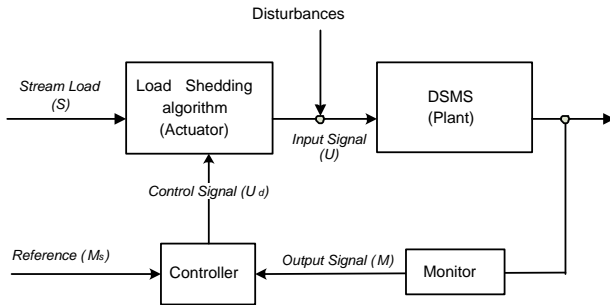 Disturbances
Stream Load
(S)
Load Shedding
algorithm
(Actuator)
DSMS
(Plant)
Input Signal
(U)
Control Signal (U d)
Reference (Ms)
Controller
Output Signal (M)
Monitor